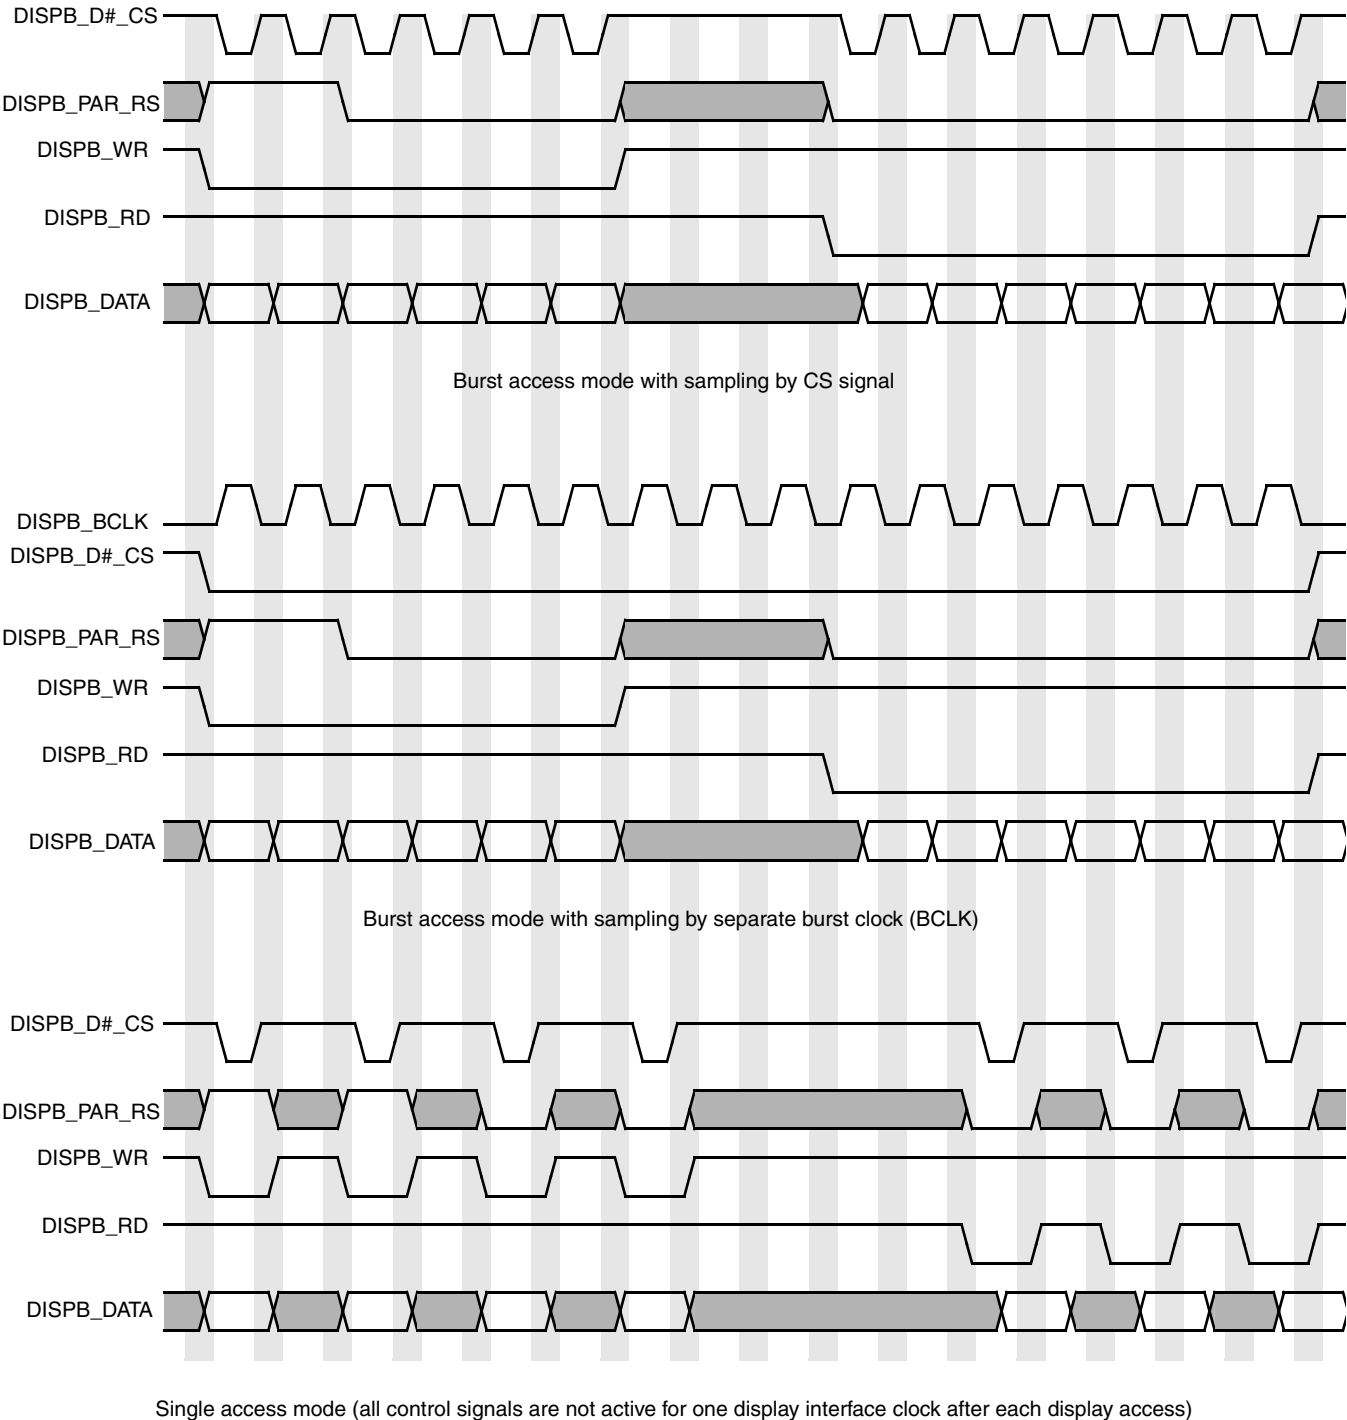 DISPB_D#_CS
DISPB_PAR_RS
DISPB_WR
DISPB_RD
DISPB_DATA
Burst access mode with sampling by CS signal
DISPB_BCLK
DISPB_D#_CS
DISPB_PAR_RS
DISPB_WR
DISPB_RD
DISPB_DATA
Burst access mode with sampling by separate burst clock (BCLK)
DISPB_D#_CS
DISPB_PAR_RS
DISPB_WR
DISPB_RD
DISPB_DATA
Single access mode (all control signals are not active for one display interface clock after each display access)